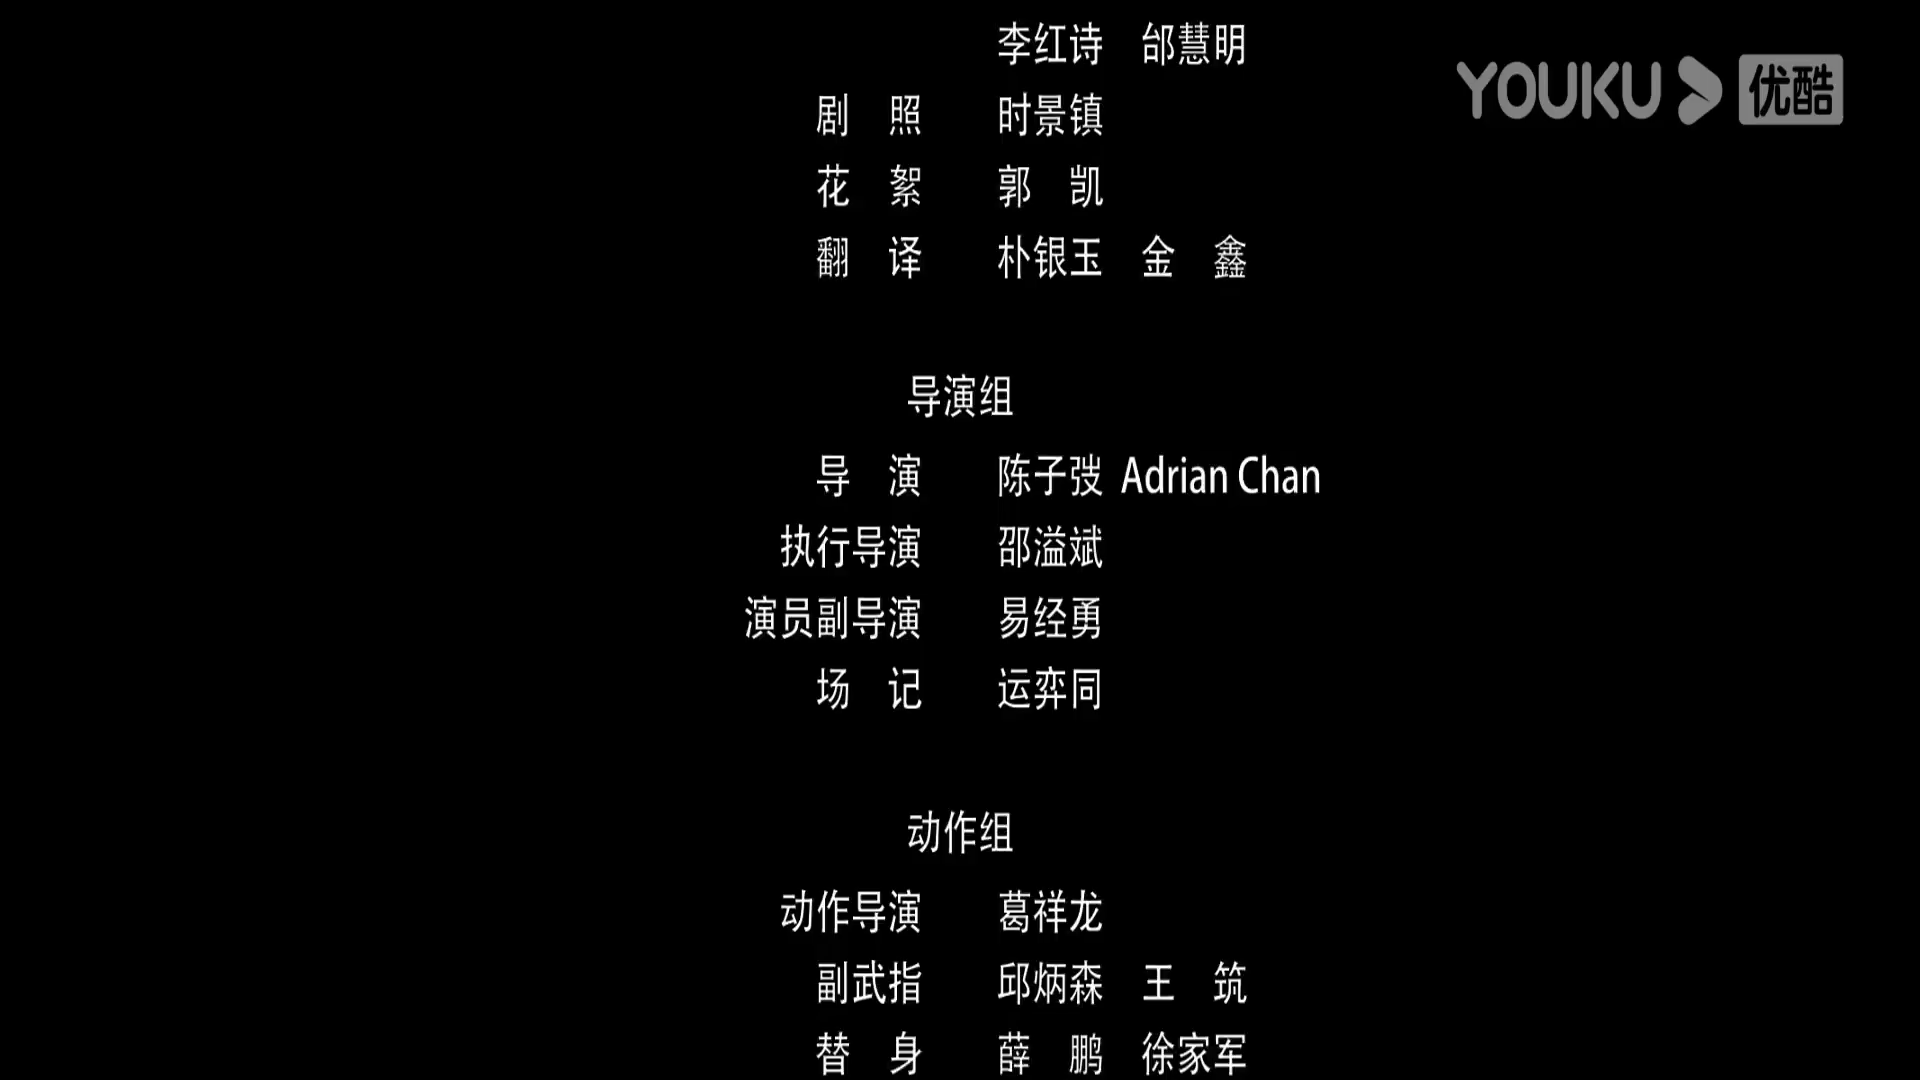 李红诗 邰慧明
YOUKU 优酷
剧 照 时景镇
花 絮 郭 凯
翻 译 朴银玉 金 鑫
导演组
导 演 陈子弢 Adrian Chan
执行导演 邵溢斌
演员副导演 易经勇
场 记 运弈同
动作组
动作导演 葛祥龙
副武指 邱炳森 王 筑
替 身 薛 鹏 徐家军